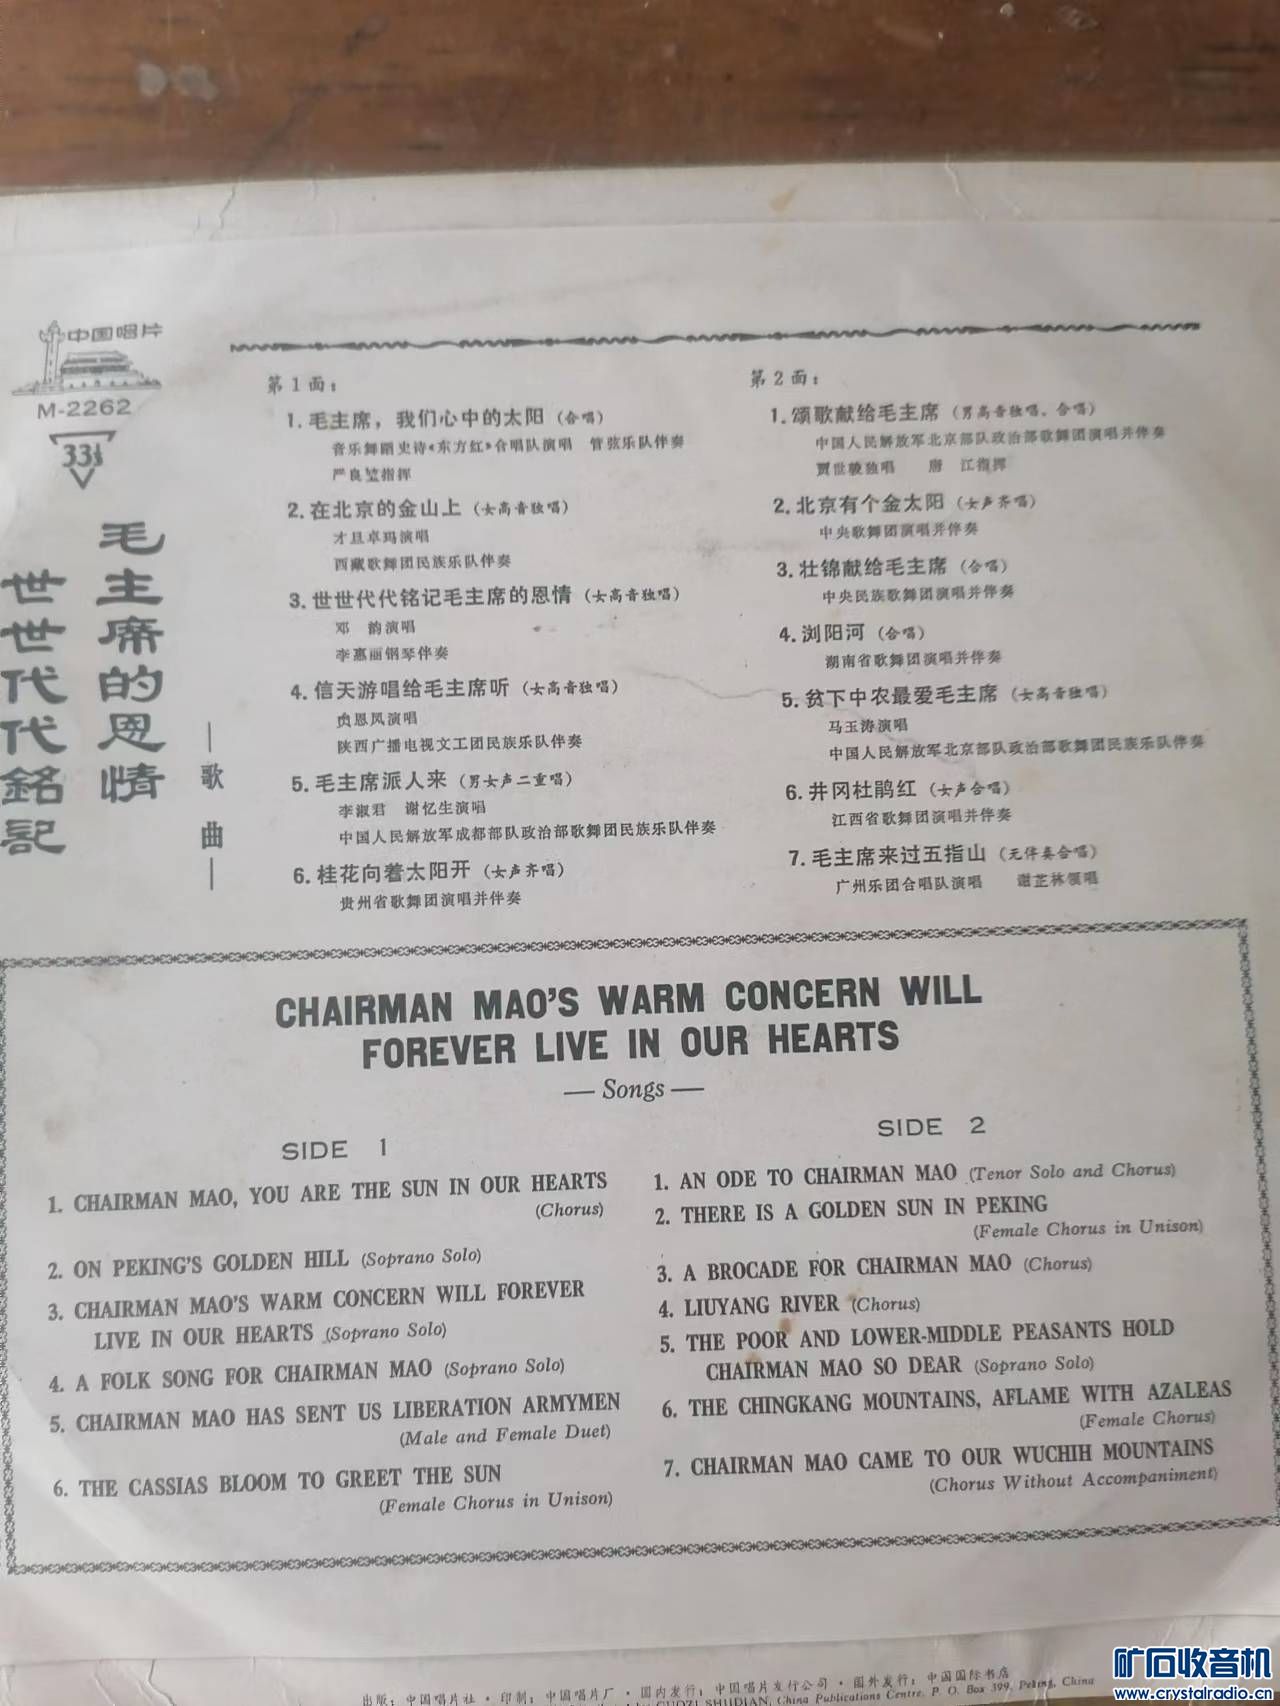 中国唱片
M-2262
33⅓
毛主席的恩情
世世代代銘記
—歌曲—
第1面：
1. 毛主席，我们心中的太阳（合唱）
音乐舞蹈史诗《东方红》合唱队演唱　管弦乐队伴奏
严良堃指挥
2. 在北京的金山上（女高音独唱）
才旦卓玛演唱
西藏歌舞团民族乐队伴奏
3. 世世代代铭记毛主席的恩情（女高音独唱）
邓　韵演唱
李惠丽钢琴伴奏
4. 信天游唱给毛主席听（女高音独唱）
贠恩凤演唱
陕西广播电视文工团民族乐队伴奏
5. 毛主席派人来（男女声二重唱）
李淑君　谢忆生演唱
中国人民解放军成都部队政治部歌舞团民族乐队伴奏
6. 桂花向着太阳开（女声齐唱）
贵州省歌舞团演唱并伴奏
第2面：
1. 颂歌献给毛主席（男高音独唱、合唱）
中国人民解放军北京部队政治部歌舞团演唱并伴奏
贾世骏独唱　唐　江指挥
2. 北京有个金太阳（女声齐唱）
中央歌舞团演唱并伴奏
3. 壮锦献给毛主席（合唱）
中央民族歌舞团演唱并伴奏
4. 浏阳河（合唱）
湖南省歌舞团演唱并伴奏
5. 贫下中农最爱毛主席（女高音独唱）
马玉涛演唱
中国人民解放军北京部队政治部歌舞团民族乐队伴奏
6. 井冈杜鹃红（女声合唱）
江西省歌舞团演唱并伴奏
7. 毛主席来过五指山（无伴奏合唱）
广州乐团合唱队演唱　谢芷林领唱
CHAIRMAN MAO'S WARM CONCERN WILL
FOREVER LIVE IN OUR HEARTS
— Songs —
SIDE 1
1. CHAIRMAN MAO, YOU ARE THE SUN IN OUR HEARTS
(Chorus)
2. ON PEKING'S GOLDEN HILL (Soprano Solo)
3. CHAIRMAN MAO'S WARM CONCERN WILL FOREVER
LIVE IN OUR HEARTS (Soprano Solo)
4. A FOLK SONG FOR CHAIRMAN MAO (Soprano Solo)
5. CHAIRMAN MAO HAS SENT US LIBERATION ARMYMEN
(Male and Female Duet)
6. THE CASSIAS BLOOM TO GREET THE SUN
(Female Chorus in Unison)
SIDE 2
1. AN ODE TO CHAIRMAN MAO (Tenor Solo and Chorus)
2. THERE IS A GOLDEN SUN IN PEKING
(Female Chorus in Unison)
3. A BROCADE FOR CHAIRMAN MAO (Chorus)
4. LIUYANG RIVER (Chorus)
5. THE POOR AND LOWER-MIDDLE PEASANTS HOLD
CHAIRMAN MAO SO DEAR (Soprano Solo)
6. THE CHINGKANG MOUNTAINS, AFLAME WITH AZALEAS
(Female Chorus)
7. CHAIRMAN MAO CAME TO OUR WUCHIH MOUNTAINS
(Chorus Without Accompaniment)
出版：中国唱片社・印制：中国唱片厂・国内发行：中国唱片发行公司・国外发行：中国国际书店
GUOZI SHUDIAN, China Publications Centre, P. O. Box 399, Peking, China
矿石收音机
www.crystalradio.cn